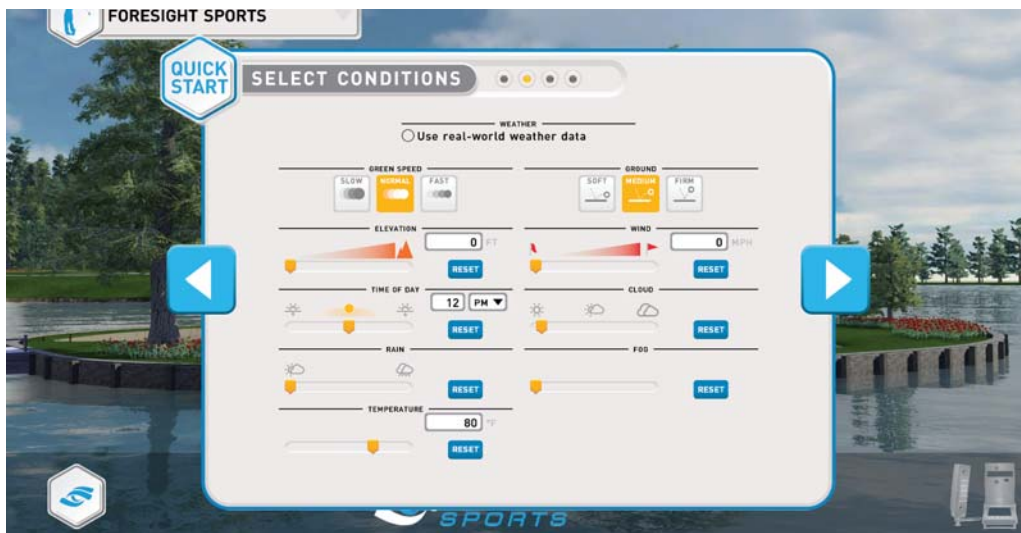 FORESIGHT SPORTS
QUICK START
SELECT CONDITIONS
WEATHER
Use real-world weather data
GREEN SPEED
SLOW NORMAL FAST
GROUND
SOFT MEDIUM FIRM
ELEVATION
0 FT
RESET
WIND
0 MPH
RESET
TIME OF DAY
12 PM
RESET
CLOUD
RESET
RAIN
RESET
FOG
RESET
TEMPERATURE
80 °F
RESET
SPORTS